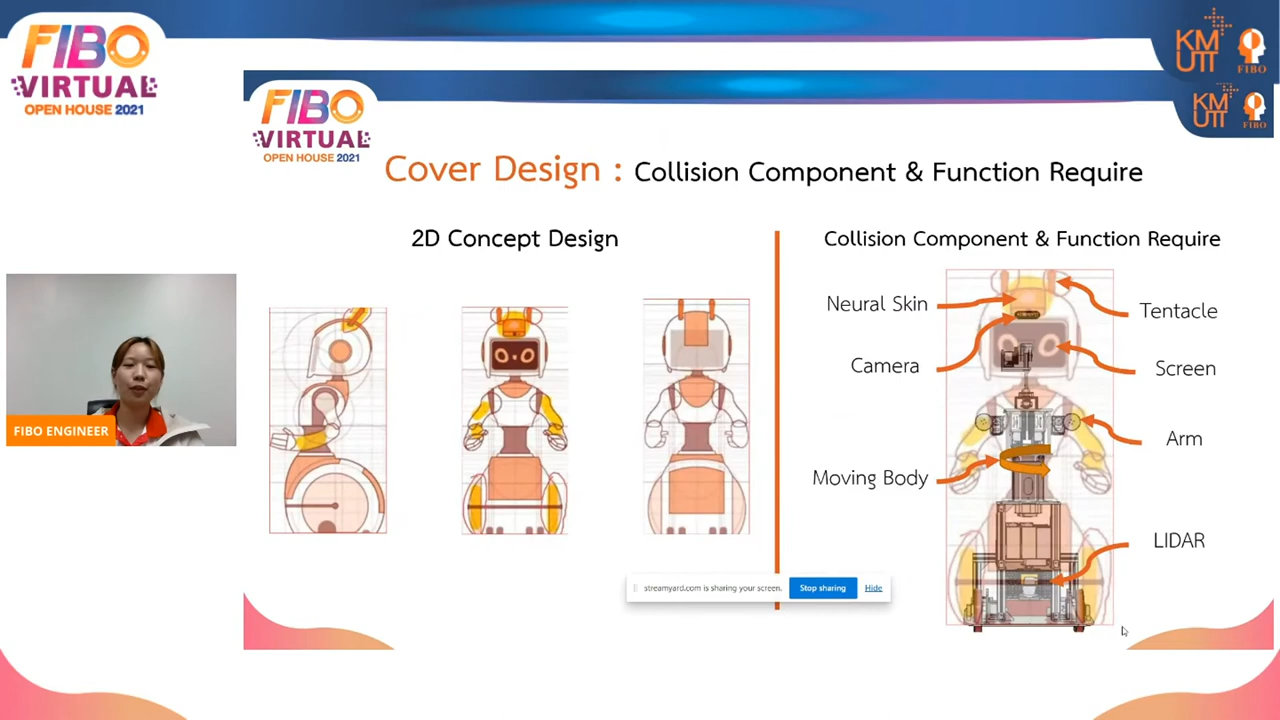 FIBO
VIRTUAL
OPEN HOUSE 2021
KM
UTT
FIBO
FIBO
VIRTUAL
OPEN HOUSE 2021
KM
UTT
FIBO
Cover Design : Collision Component & Function Require
2D Concept Design
Collision Component & Function Require
Neural Skin
Tentacle
Camera
Screen
Arm
Moving Body
LIDAR
FIBO ENGINEER
streamyard.com is sharing your screen.
Stop sharing
Hide